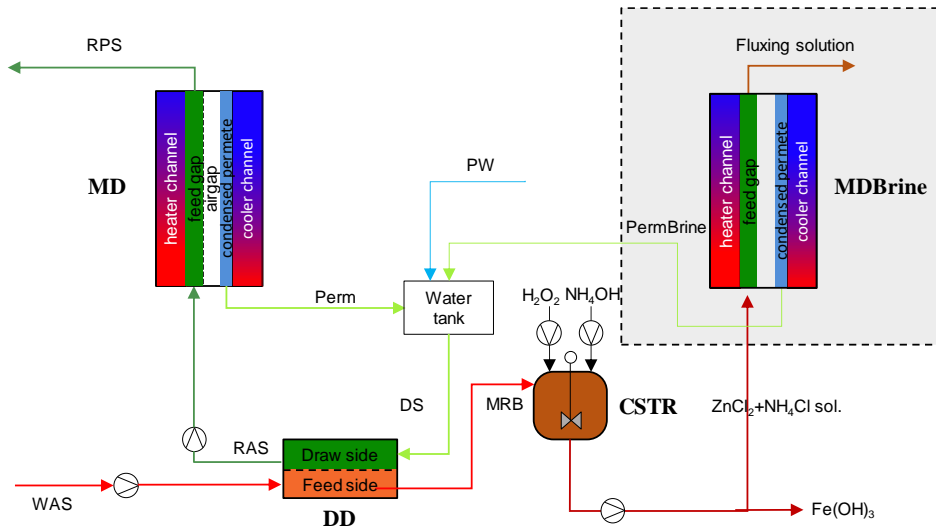 RPS
Fluxing solution
heater channel
feed gap
airgap
condensed permete
cooler channel
MD
PW
heater channel
feed gap
condensed permete
cooler channel
MDBrine
PermBrine
Perm
Water
tank
H₂O₂
NH₄OH
DS
MRB
CSTR
ZnCl₂+NH₄Cl sol.
RAS
Draw side
Feed side
WAS
DD
Fe(OH)₃